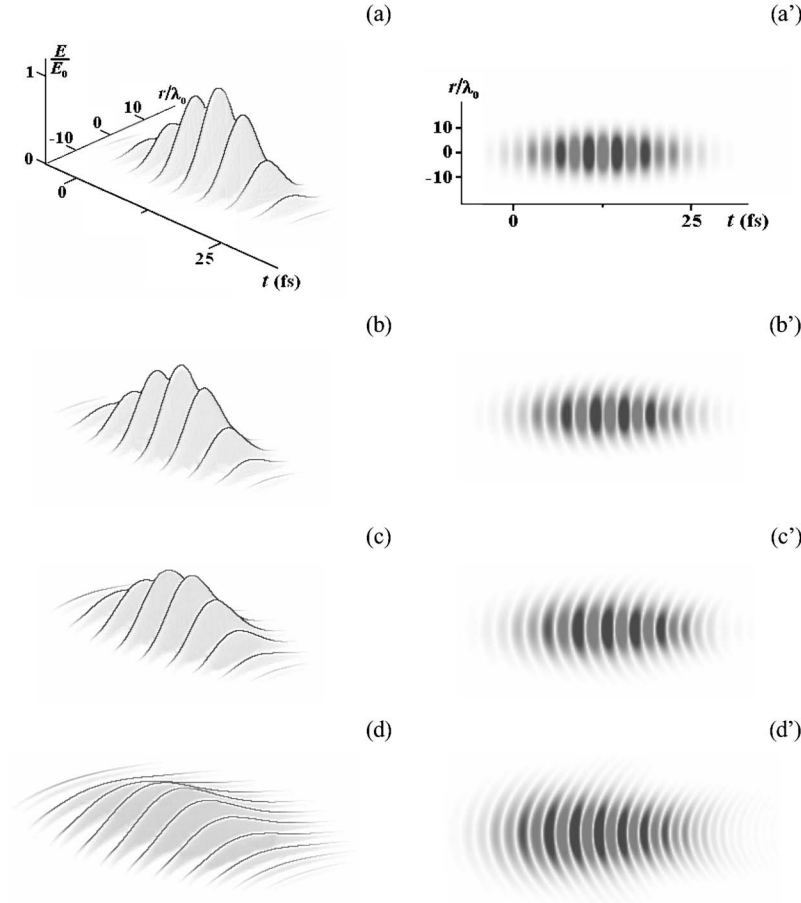 (a)
(a’)
E/E₀
1
r/λ₀
10
0
-10
0
0
25
t (fs)
r/λ₀
10
0
-10
0
25
t (fs)
(b)
(b’)
(c)
(c’)
(d)
(d’)